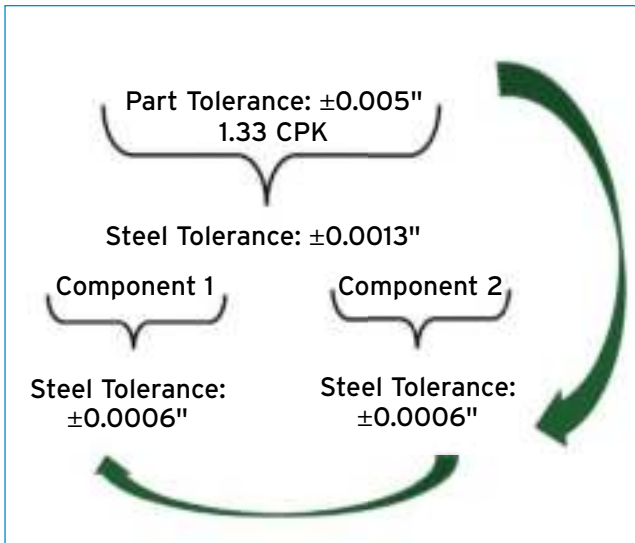 Part Tolerance: ±0.005"
1.33 CPK
Steel Tolerance: ±0.0013"
Component 1
Component 2
Steel Tolerance:
±0.0006"
Steel Tolerance:
±0.0006"